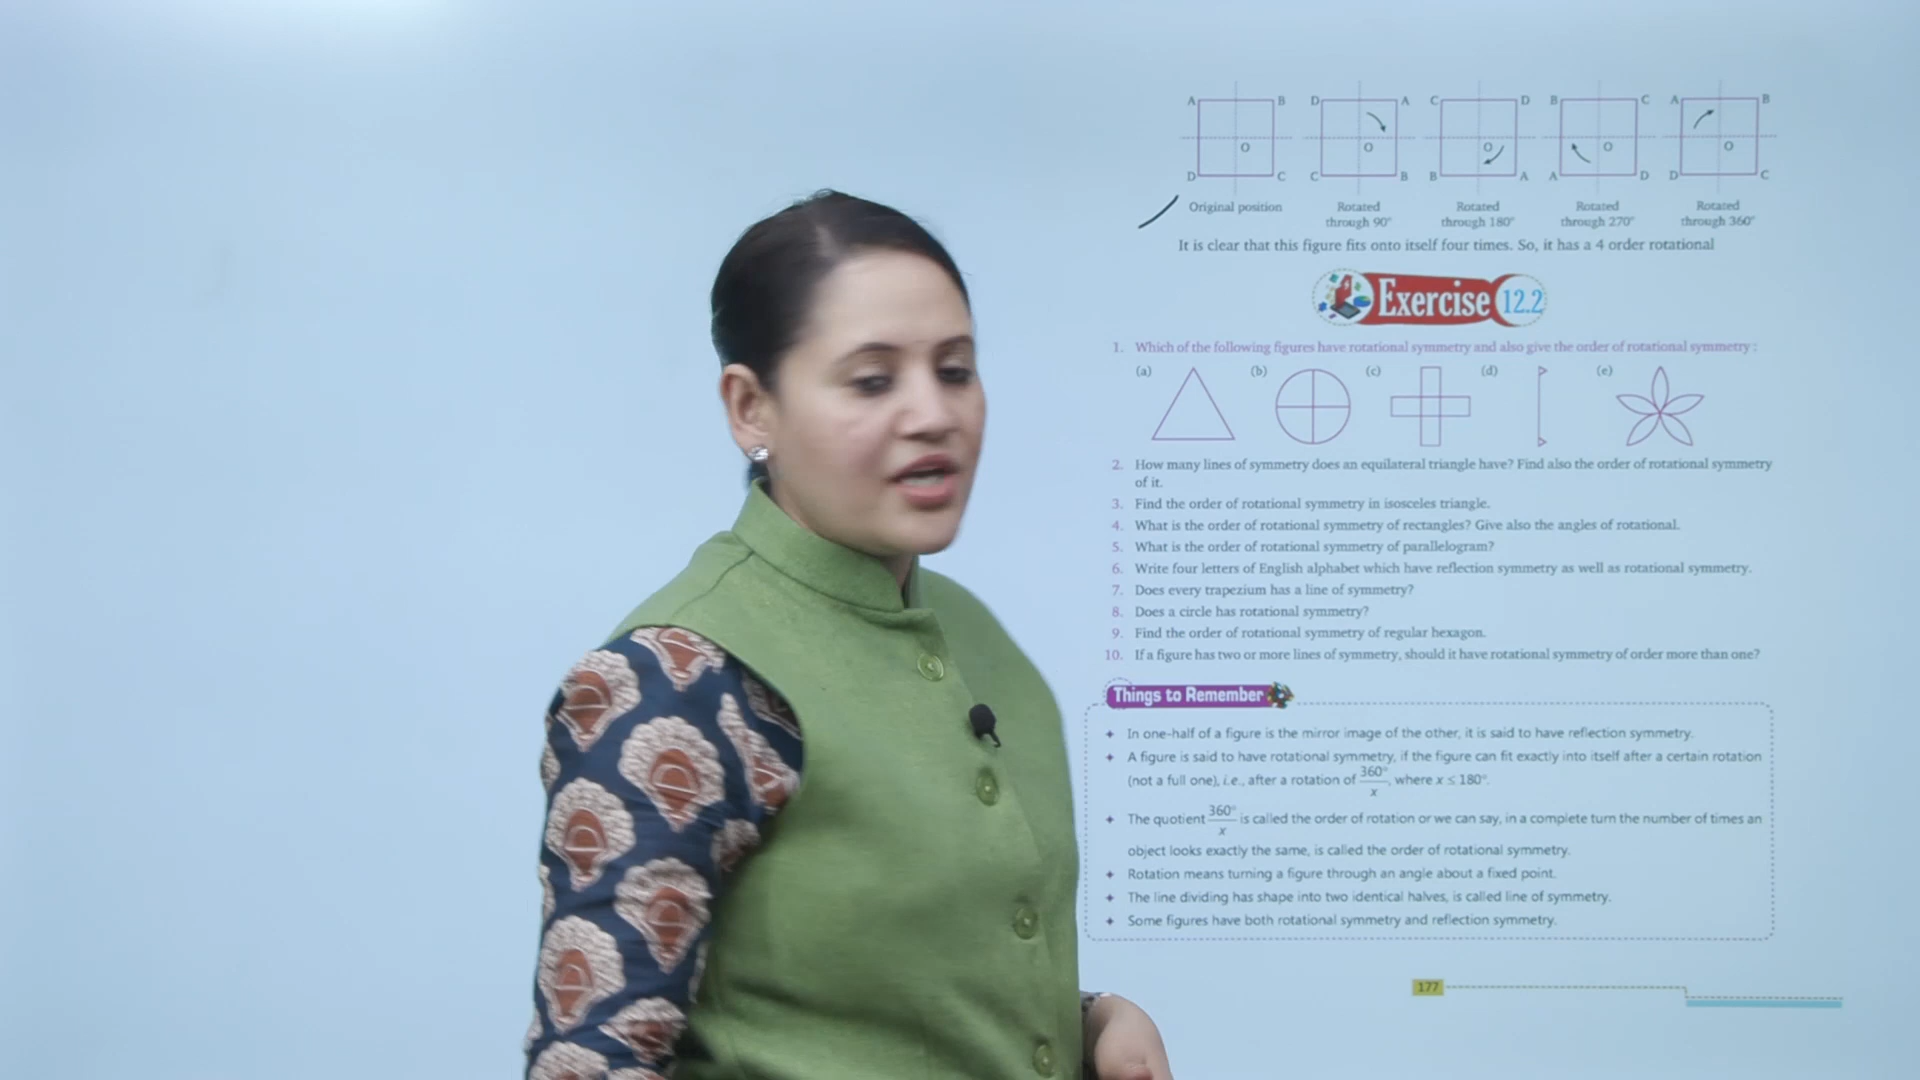 A B D A C D B C A B
O O O O O
D C C B B A A D D C
Original position Rotated Rotated Rotated Rotated
through 90° through 180° through 270° through 360°
It is clear that this figure fits onto itself four times. So, it has a 4 order rotational
Exercise 12.2
1. Which of the following figures have rotational symmetry and also give the order of rotational symmetry :
(a) (b) (c) (d) (e)
2. How many lines of symmetry does an equilateral triangle have? Find also the order of rotational symmetry
of it.
3. Find the order of rotational symmetry in isosceles triangle.
4. What is the order of rotational symmetry of rectangles? Give also the angles of rotational.
5. What is the order of rotational symmetry of parallelogram?
6. Write four letters of English alphabet which have reflection symmetry as well as rotational symmetry.
7. Does every trapezium has a line of symmetry?
8. Does a circle has rotational symmetry?
9. Find the order of rotational symmetry of regular hexagon.
10. If a figure has two or more lines of symmetry, should it have rotational symmetry of order more than one?
Things to Remember
+ In one-half of a figure is the mirror image of the other, it is said to have reflection symmetry.
+ A figure is said to have rotational symmetry, if the figure can fit exactly into itself after a certain rotation
(not a full one), i.e., after a rotation of 360°/x, where x ≤ 180°.
+ The quotient 360°/x is called the order of rotation or we can say, in a complete turn the number of times an
object looks exactly the same, is called the order of rotational symmetry.
+ Rotation means turning a figure through an angle about a fixed point.
+ The line dividing has shape into two identical halves, is called line of symmetry.
+ Some figures have both rotational symmetry and reflection symmetry.
177